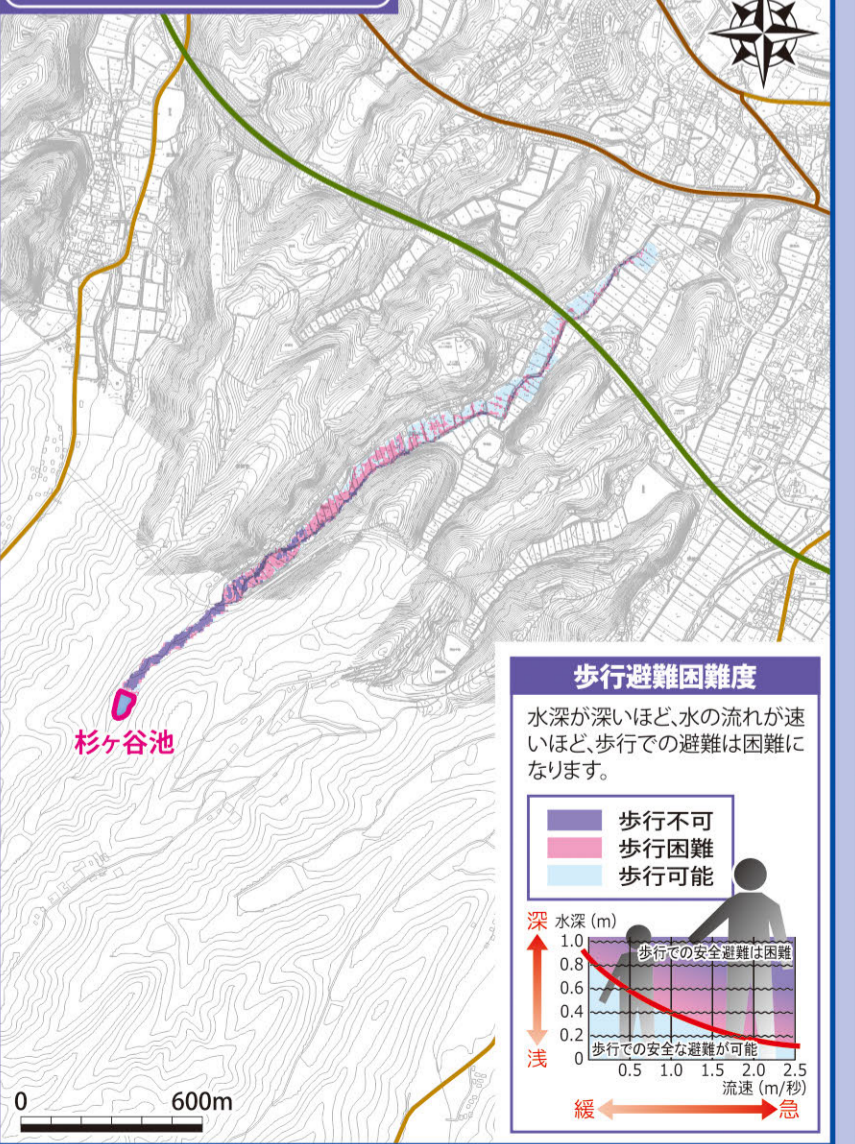 杉ヶ谷池
0 600m
歩行避難困難度
水深が深いほど、水の流れが速
いほど、歩行での避難は困難に
なります。
歩行不可
歩行困難
歩行可能
深
水深(m)
1.0
0.8
0.6
0.4
0.2
0
浅
歩行での安全避難は困難
歩行での安全な避難が可能
0.5 1.0 1.5 2.0 2.5
流速(m/秒)
緩 急